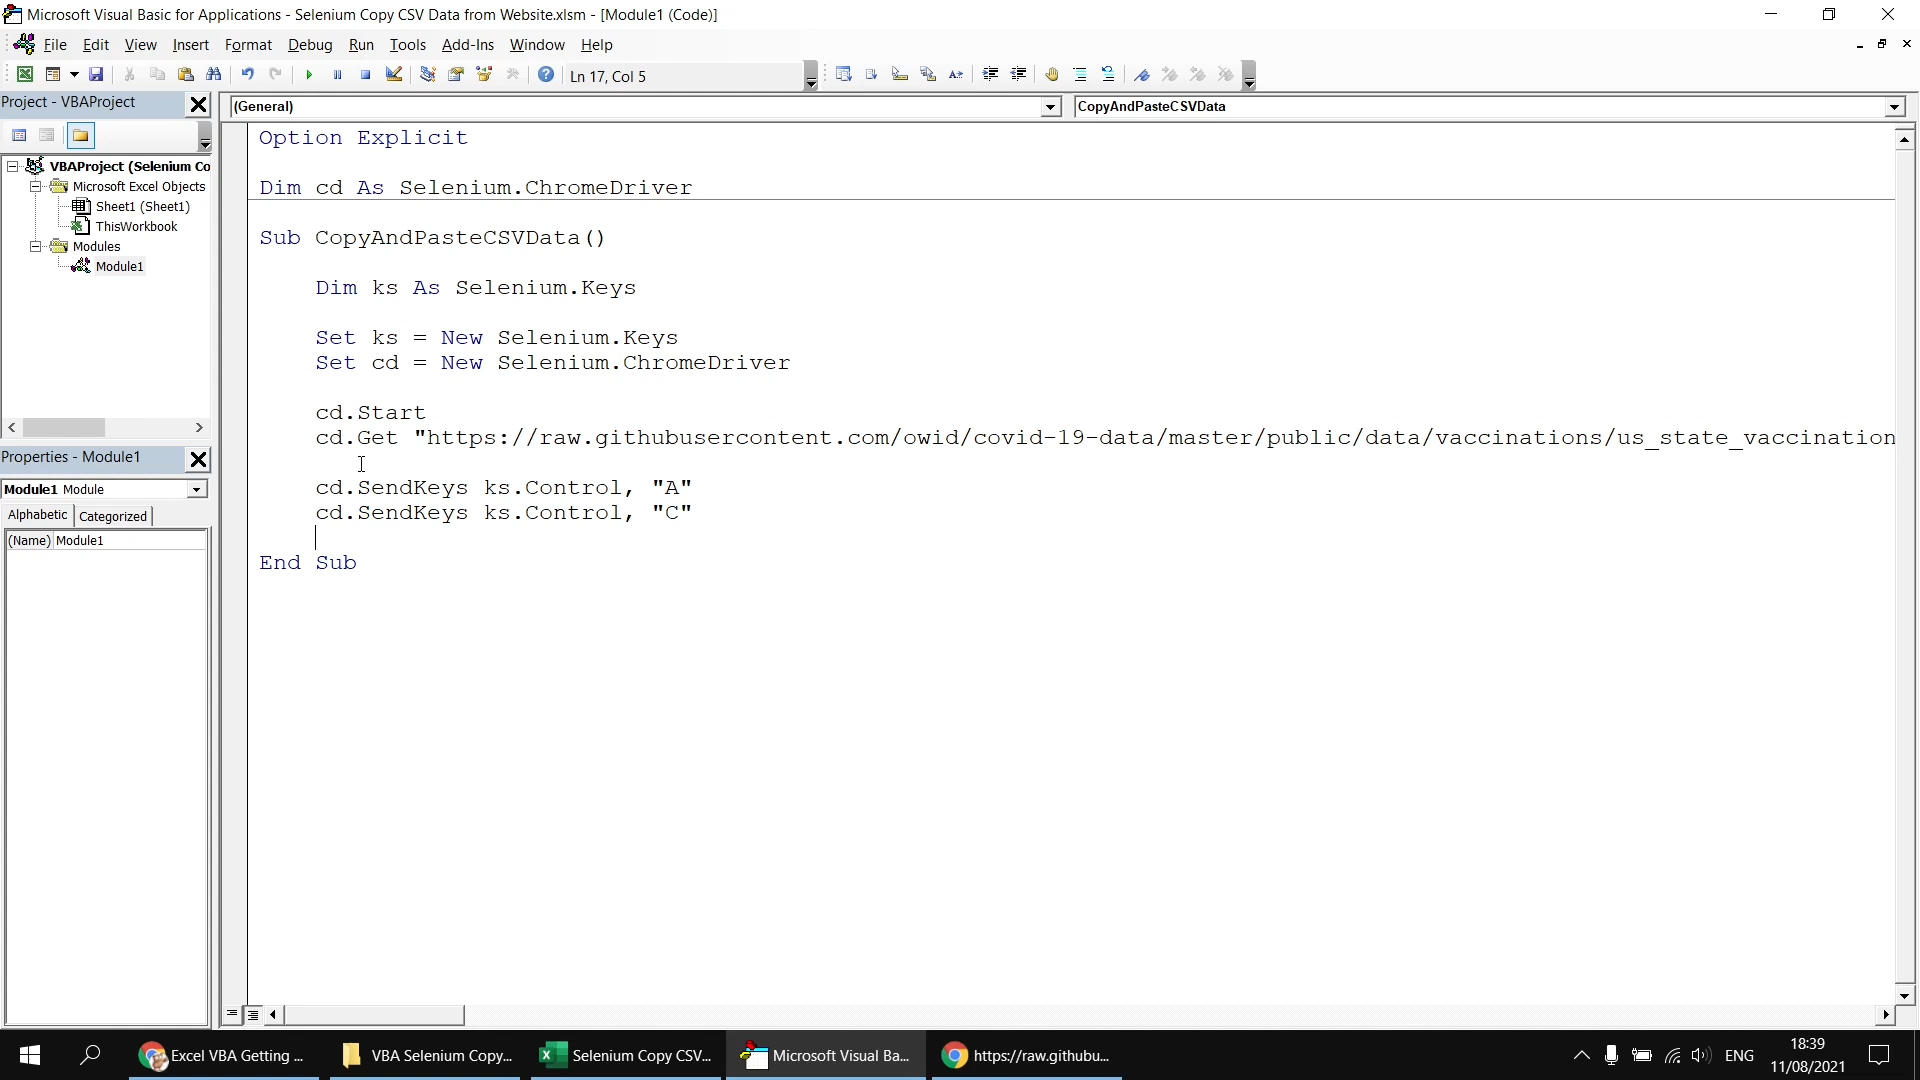 Microsoft Visual Basic for Applications - Selenium Copy CSV Data from Website.xlsm - [Module1 (Code)]
File Edit View Insert Format Debug Run Tools Add-Ins Window Help
Ln 17, Col 5
Project - VBAProject
(General)
CopyAndPasteCSVData
VBAProject (Selenium Co
Microsoft Excel Objects
Sheet1 (Sheet1)
ThisWorkbook
Modules
Module1
Properties - Module1
Module1 Module
Alphabetic Categorized
(Name) Module1
Option Explicit
Dim cd As Selenium.ChromeDriver
Sub CopyAndPasteCSVData()
Dim ks As Selenium.Keys
Set ks = New Selenium.Keys
Set cd = New Selenium.ChromeDriver
cd.Start
cd.Get "https://raw.githubusercontent.com/owid/covid-19-data/master/public/data/vaccinations/us_state_vaccination
cd.SendKeys ks.Control, "A"
cd.SendKeys ks.Control, "C"
End Sub
Excel VBA Getting ...
VBA Selenium Copy...
Selenium Copy CSV...
Microsoft Visual Ba...
https://raw.githubu...
ENG
18:39
11/08/2021